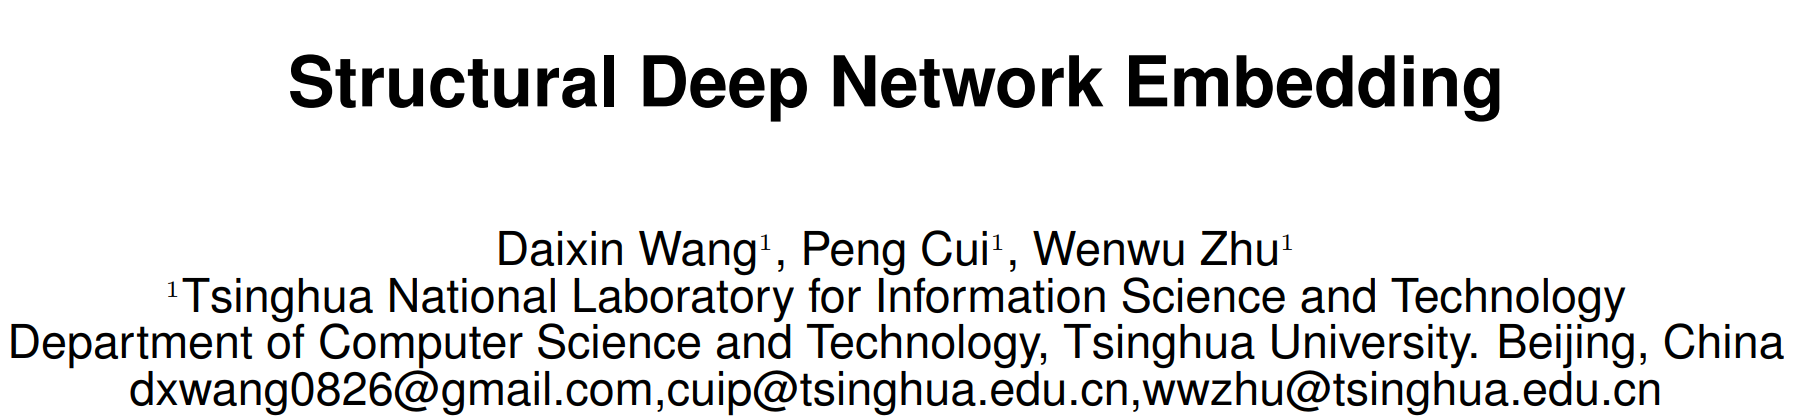 Structural Deep Network Embedding
Daixin Wang¹, Peng Cui¹, Wenwu Zhu¹
¹Tsinghua National Laboratory for Information Science and Technology
Department of Computer Science and Technology, Tsinghua University. Beijing, China
dxwang0826@gmail.com,cuip@tsinghua.edu.cn,wwzhu@tsinghua.edu.cn